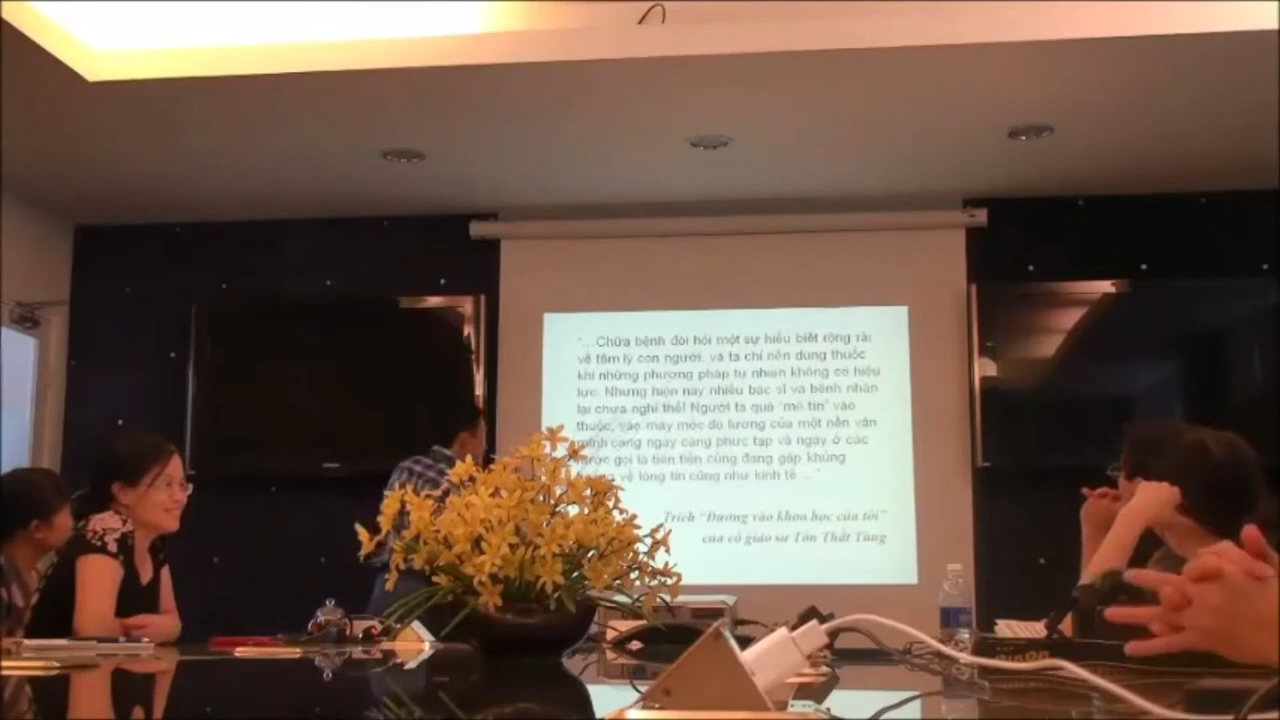 "...Chữa bệnh đòi hỏi một sự hiểu biết rộng rãi
về tâm lý con người, và ta chỉ nên dùng thuốc
khi những phương pháp tự nhiên không có hiệu
lực. Nhưng hiện nay nhiều bác sĩ và bệnh nhân
lại chưa nghĩ thế! Người ta quá "mê tín" vào
thuốc, vào máy móc đo lường của một nền văn
minh càng ngày càng phức tạp và ngay ở các
nước gọi là tiên tiến cũng đang gặp khủng
về lòng tin cũng như kinh tế ..."
Trích "Đường vào khoa học của tôi"
của cố giáo sư Tôn Thất Tùng